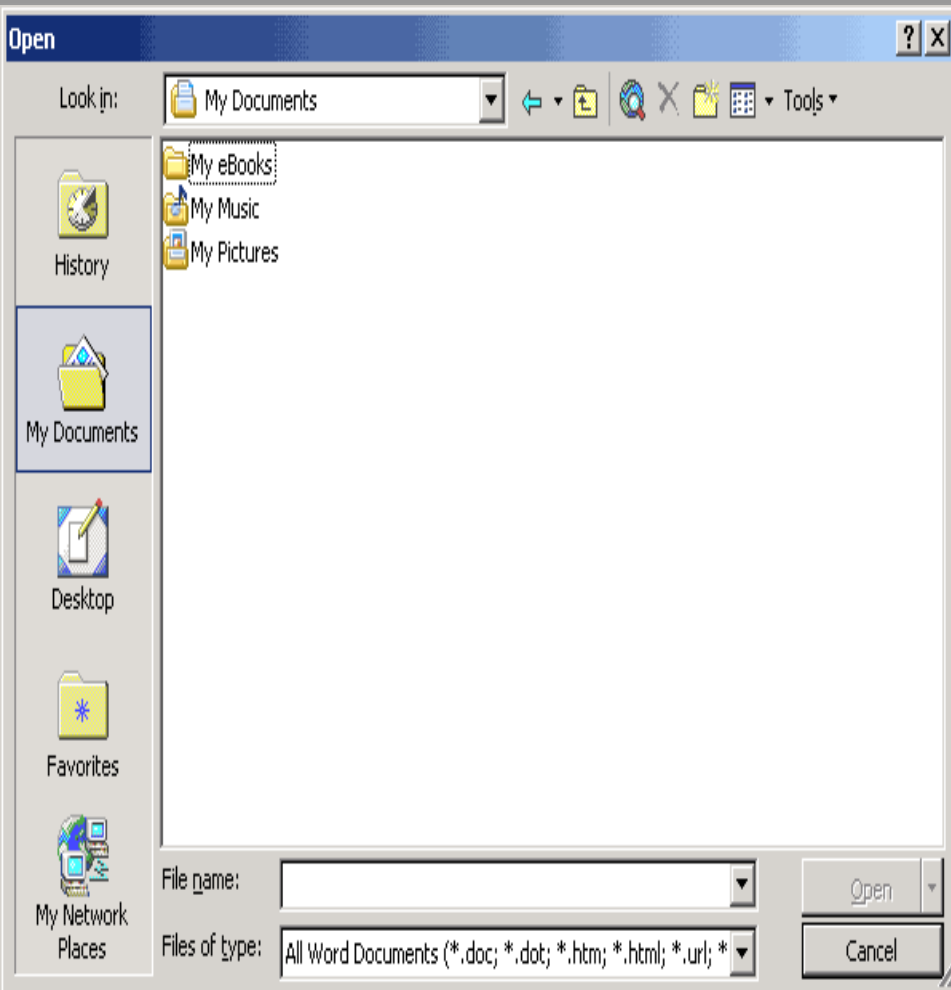 Open
Look in:
My Documents
Tools
My eBooks
My Music
My Pictures
History
My Documents
Desktop
Favorites
My Network
Places
File name:
Open
Files of type:
All Word Documents (*.doc; *.dot; *.htm; *.html; *.url; *
Cancel